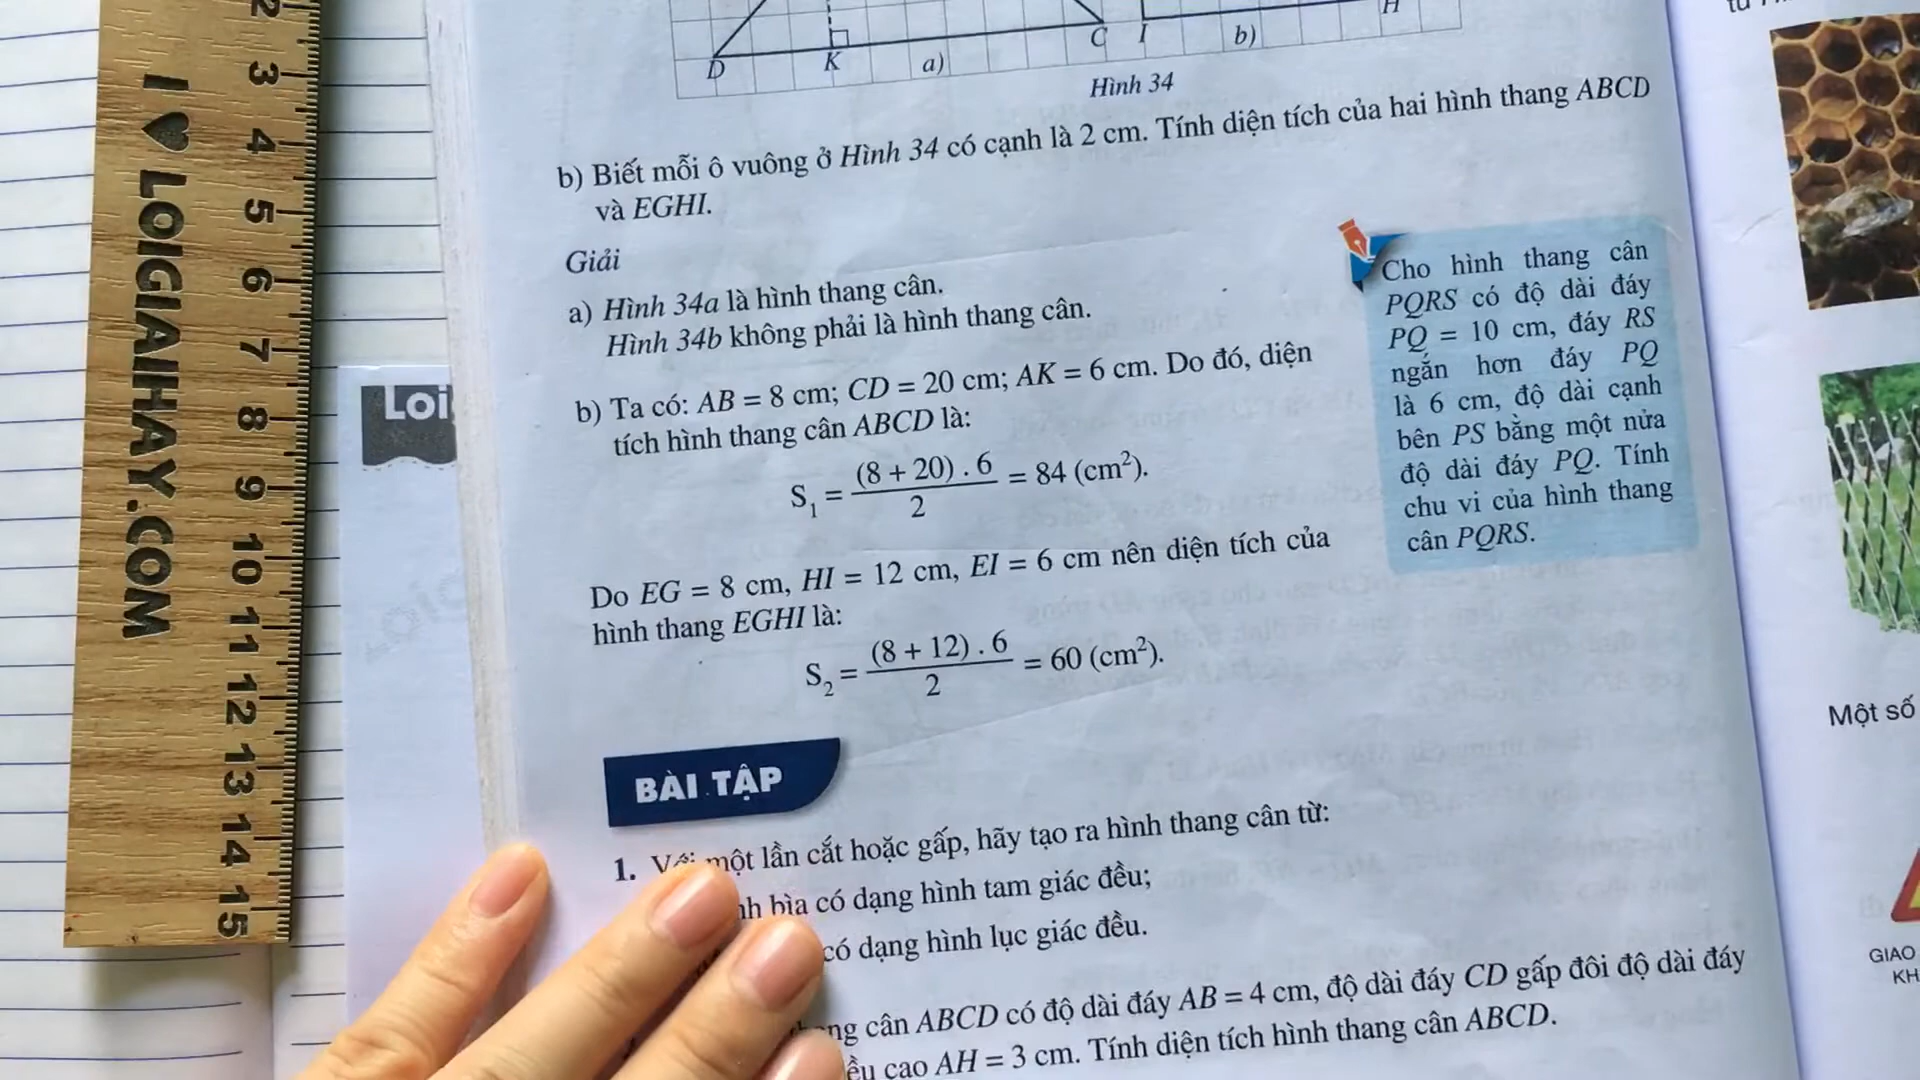 2
3
4
5
6
7
8
9
10
11
12
13
14
15
I ♥ LOIGIAIHAY.COM
Loi
D K a) C I b) H
Hình 34
b) Biết mỗi ô vuông ở Hình 34 có cạnh là 2 cm. Tính diện tích của hai hình thang ABCD
và EGHI.
Giải
a) Hình 34a là hình thang cân.
Hình 34b không phải là hình thang cân.
b) Ta có: AB = 8 cm; CD = 20 cm; AK = 6 cm. Do đó, diện
tích hình thang cân ABCD là:
S₁ = (8 + 20) . 6 / 2 = 84 (cm²).
Do EG = 8 cm, HI = 12 cm, EI = 6 cm nên diện tích của
hình thang EGHI là:
S₂ = (8 + 12) . 6 / 2 = 60 (cm²).
Cho hình thang cân
PQRS có độ dài đáy
PQ = 10 cm, đáy RS
ngắn hơn đáy PQ
là 6 cm, độ dài cạnh
bên PS bằng một nửa
độ dài đáy PQ. Tính
chu vi của hình thang
cân PQRS.
BÀI TẬP
1. Với một lần cắt hoặc gấp, hãy tạo ra hình thang cân từ:
bìa có dạng hình tam giác đều;
có dạng hình lục giác đều.
cân ABCD có độ dài đáy AB = 4 cm, độ dài đáy CD gấp đôi độ dài đáy
cao AH = 3 cm. Tính diện tích hình thang cân ABCD.
Một số
GIAO
KH